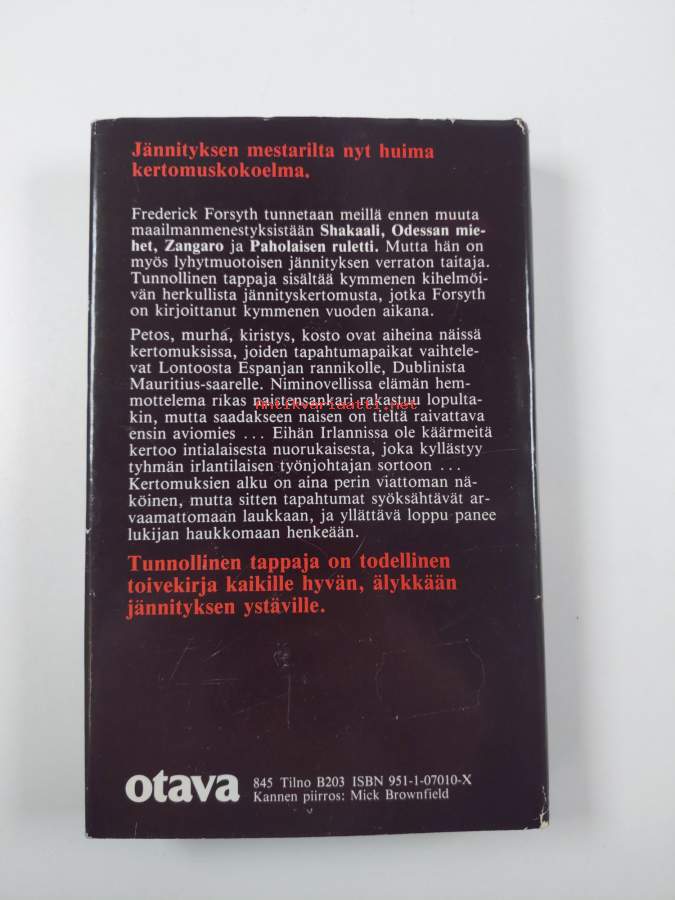 Jännityksen mestarilta nyt huima
kertomuskokoelma.
Frederick Forsyth tunnetaan meillä ennen muuta
maailmanmenestyksistään Shakaali, Odessan mie-
het, Zangaro ja Paholaisen ruletti. Mutta hän on
myös lyhytmuotoisen jännityksen verraton taitaja.
Tunnollinen tappaja sisältää kymmenen kihelmöi-
vän herkullista jännityskertomusta, jotka Forsyth
on kirjoittanut kymmenen vuoden aikana.
Petos, murha, kiristys, kosto ovat aiheina näissä
kertomuksissa, joiden tapahtumapaikat vaihtele-
vat Lontoosta Espanjan rannikolle, Dublinista
Mauritius-saarelle. Niminovellissa elämän hem-
mottelema rikas naistensankari rakastuu lopulta-
antikvariaatti.net
kin, mutta saadakseen naisen on tieltä raivattava
ensin aviomies ... Eihän Irlannissa ole käärmeitä
kertoo intialaisesta nuorukaisesta, joka kyllästyy
tyhmän irlantilaisen työnjohtajan sortoon ...
Kertomuksien alku on aina perin viattoman nä-
köinen, mutta sitten tapahtumat syöksähtävät ar-
vaamattomaan laukkaan, ja yllättävä loppu panee
lukijan haukkomaan henkeään.
Tunnollinen tappaja on todellinen
toivekirja kaikille hyvän, älykkään
jännityksen ystäville.
otava
845 Tilno B203 ISBN 951-1-07010-X
Kannen piirros: Mick Brownfield